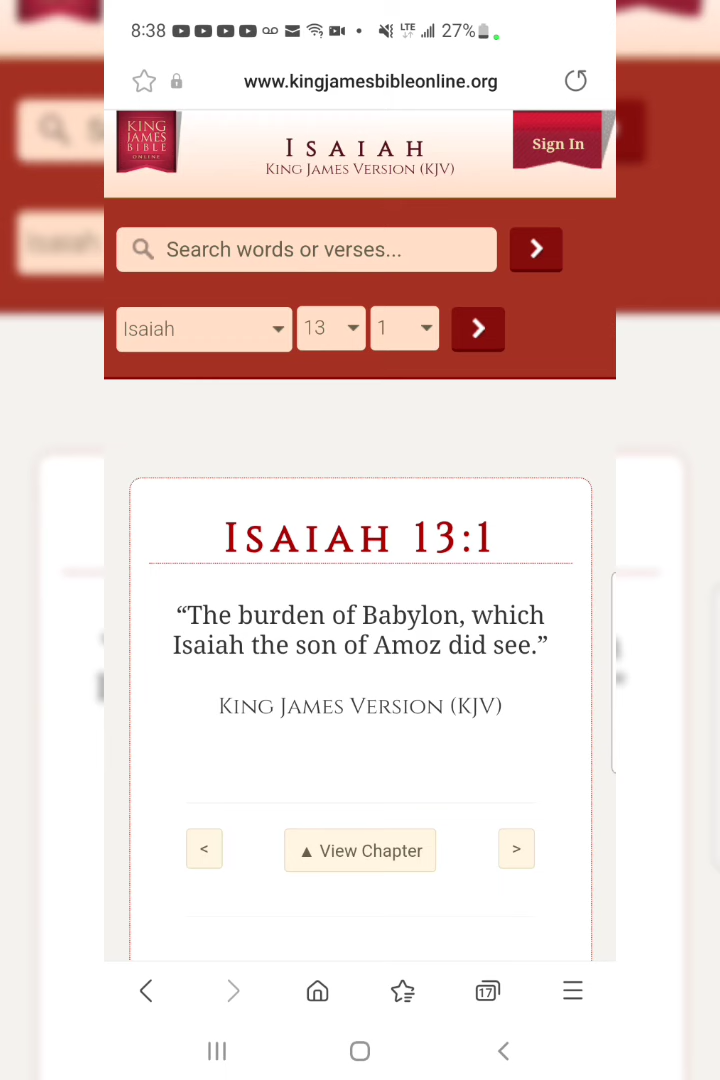 8:38 LTE 27%
www.kingjamesbibleonline.org
KING
JAMES
BIBLE
ONLINE
ISAIAH
KING JAMES VERSION (KJV)
Sign In
Search words or verses...
Isaiah 13 1
ISAIAH 13:1
“The burden of Babylon, which
Isaiah the son of Amoz did see.”
KING JAMES VERSION (KJV)
< ▲ View Chapter >
17